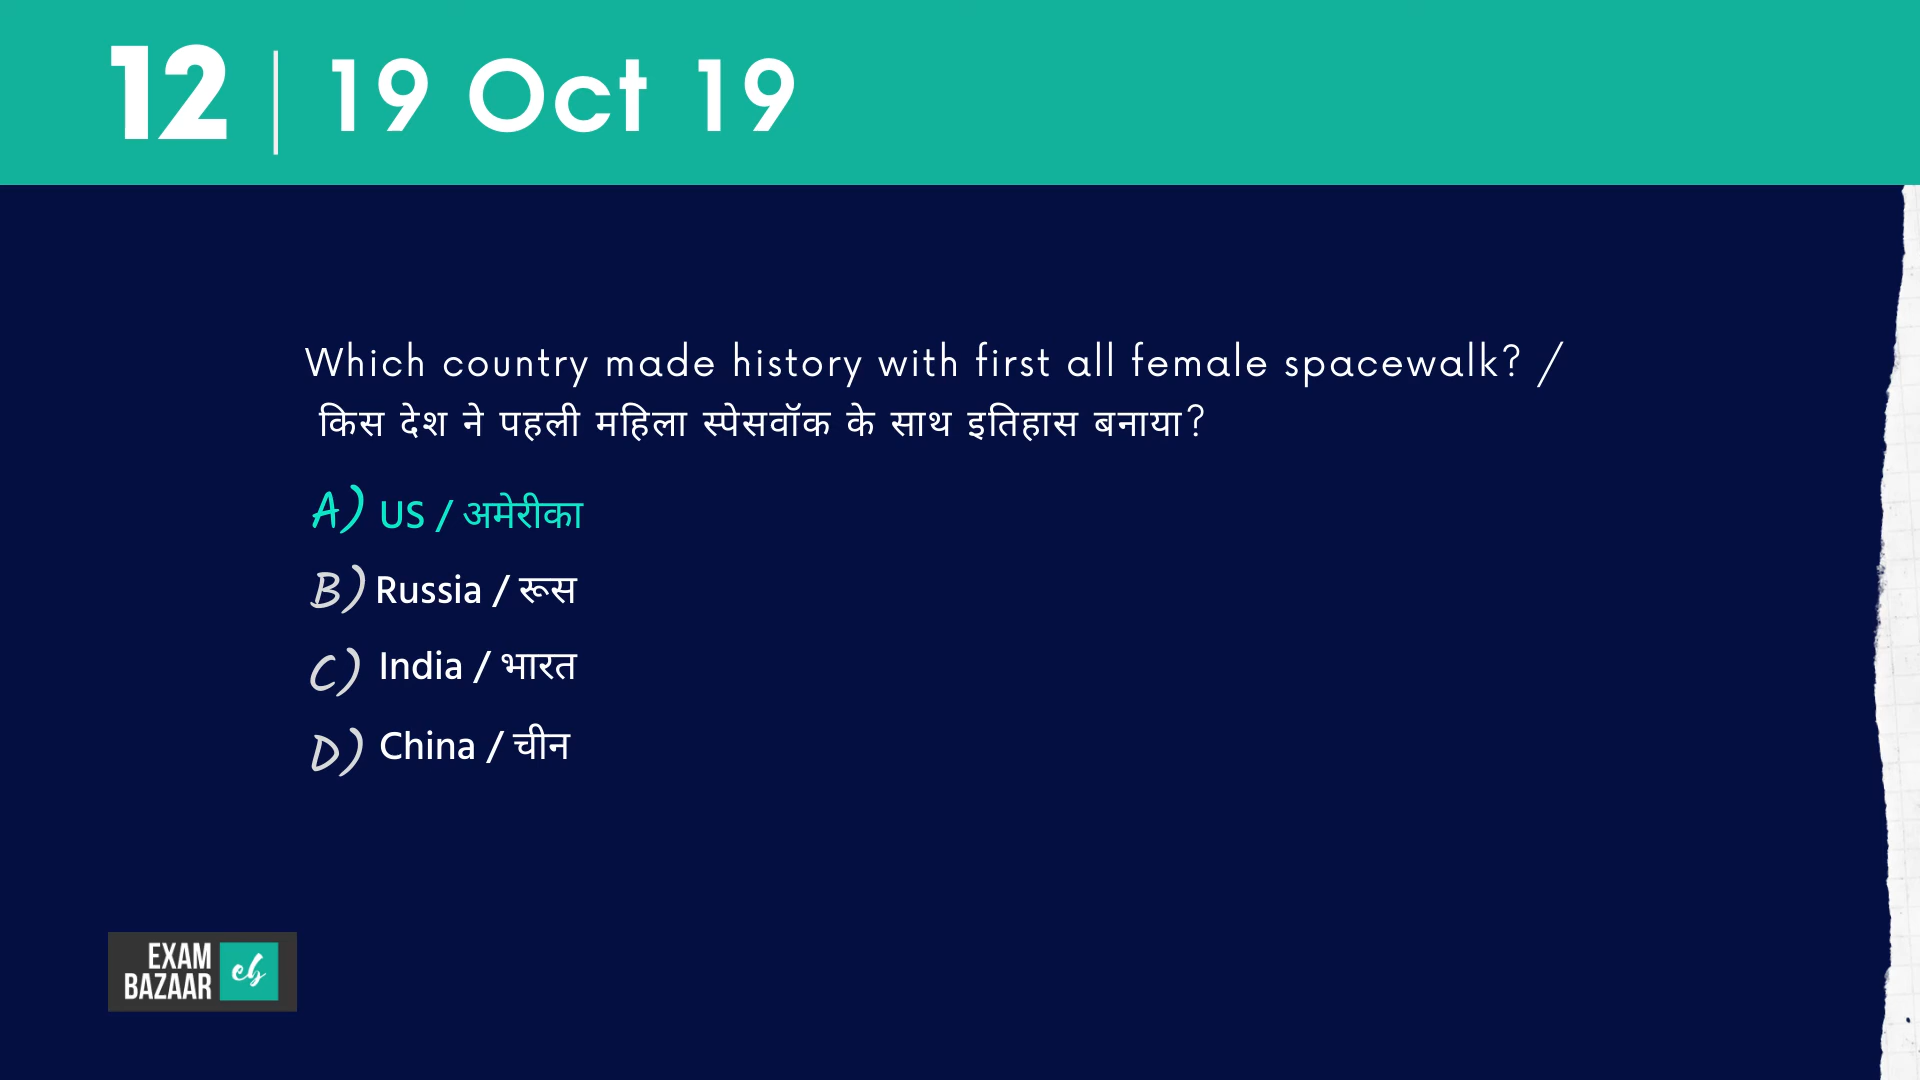 12 | 19 Oct 19
Which country made history with first all female spacewalk? /
किस देश ने पहली महिला स्पेसवॉक के साथ इतिहास बनाया?
A) US / अमेरीका
B) Russia / रूस
C) India / भारत
D) China / चीन
EXAM
BAZAAR
eb